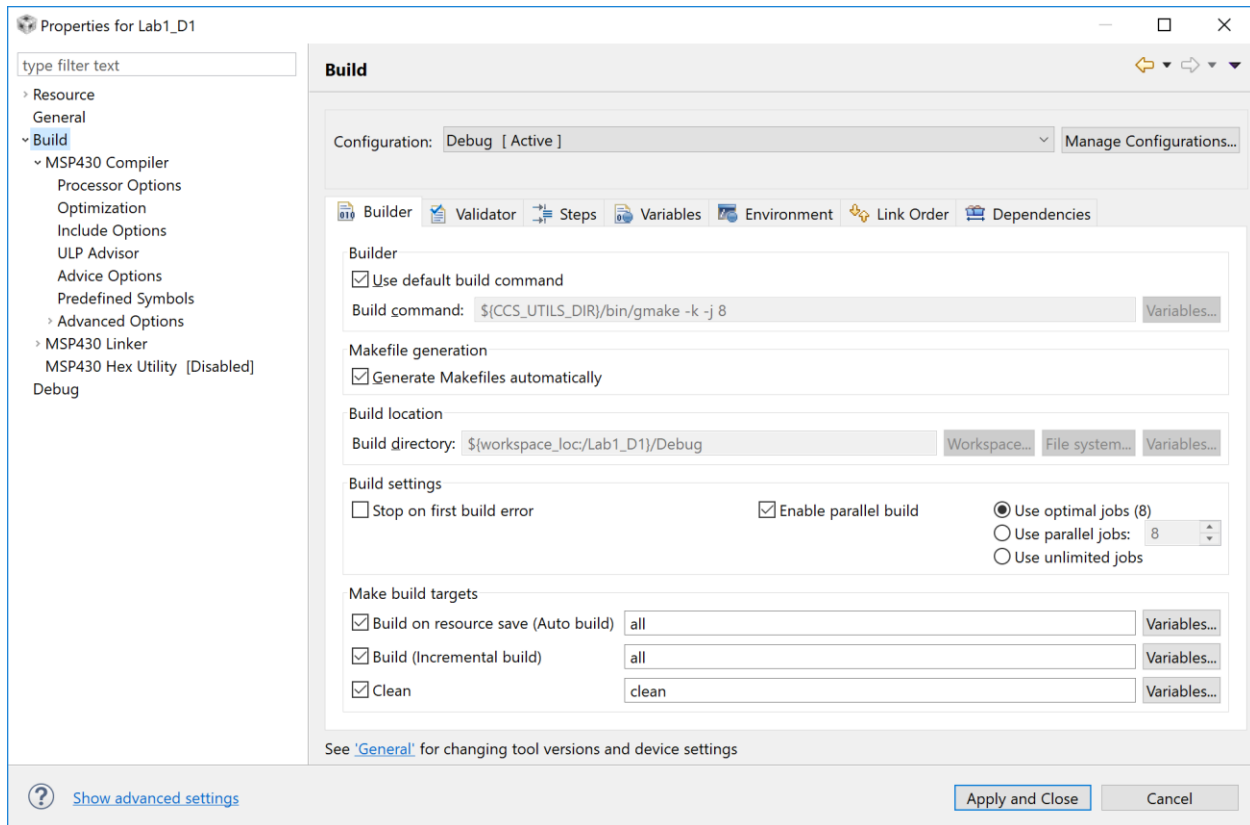 Properties for Lab1_D1
type filter text
Resource
General
Build
MSP430 Compiler
Processor Options
Optimization
Include Options
ULP Advisor
Advice Options
Predefined Symbols
Advanced Options
MSP430 Linker
MSP430 Hex Utility [Disabled]
Debug
Build
Configuration: Debug [ Active ] Manage Configurations...
Builder Validator Steps Variables Environment Link Order Dependencies
Builder
Use default build command
Build command: ${CCS_UTILS_DIR}/bin/gmake -k -j 8 Variables...
Makefile generation
Generate Makefiles automatically
Build location
Build directory: ${workspace_loc:/Lab1_D1}/Debug Workspace... File system... Variables...
Build settings
Stop on first build error Enable parallel build Use optimal jobs (8)
Use parallel jobs: 8
Use unlimited jobs
Make build targets
Build on resource save (Auto build) all Variables...
Build (Incremental build) all Variables...
Clean clean Variables...
See 'General' for changing tool versions and device settings
? Show advanced settings Apply and Close Cancel